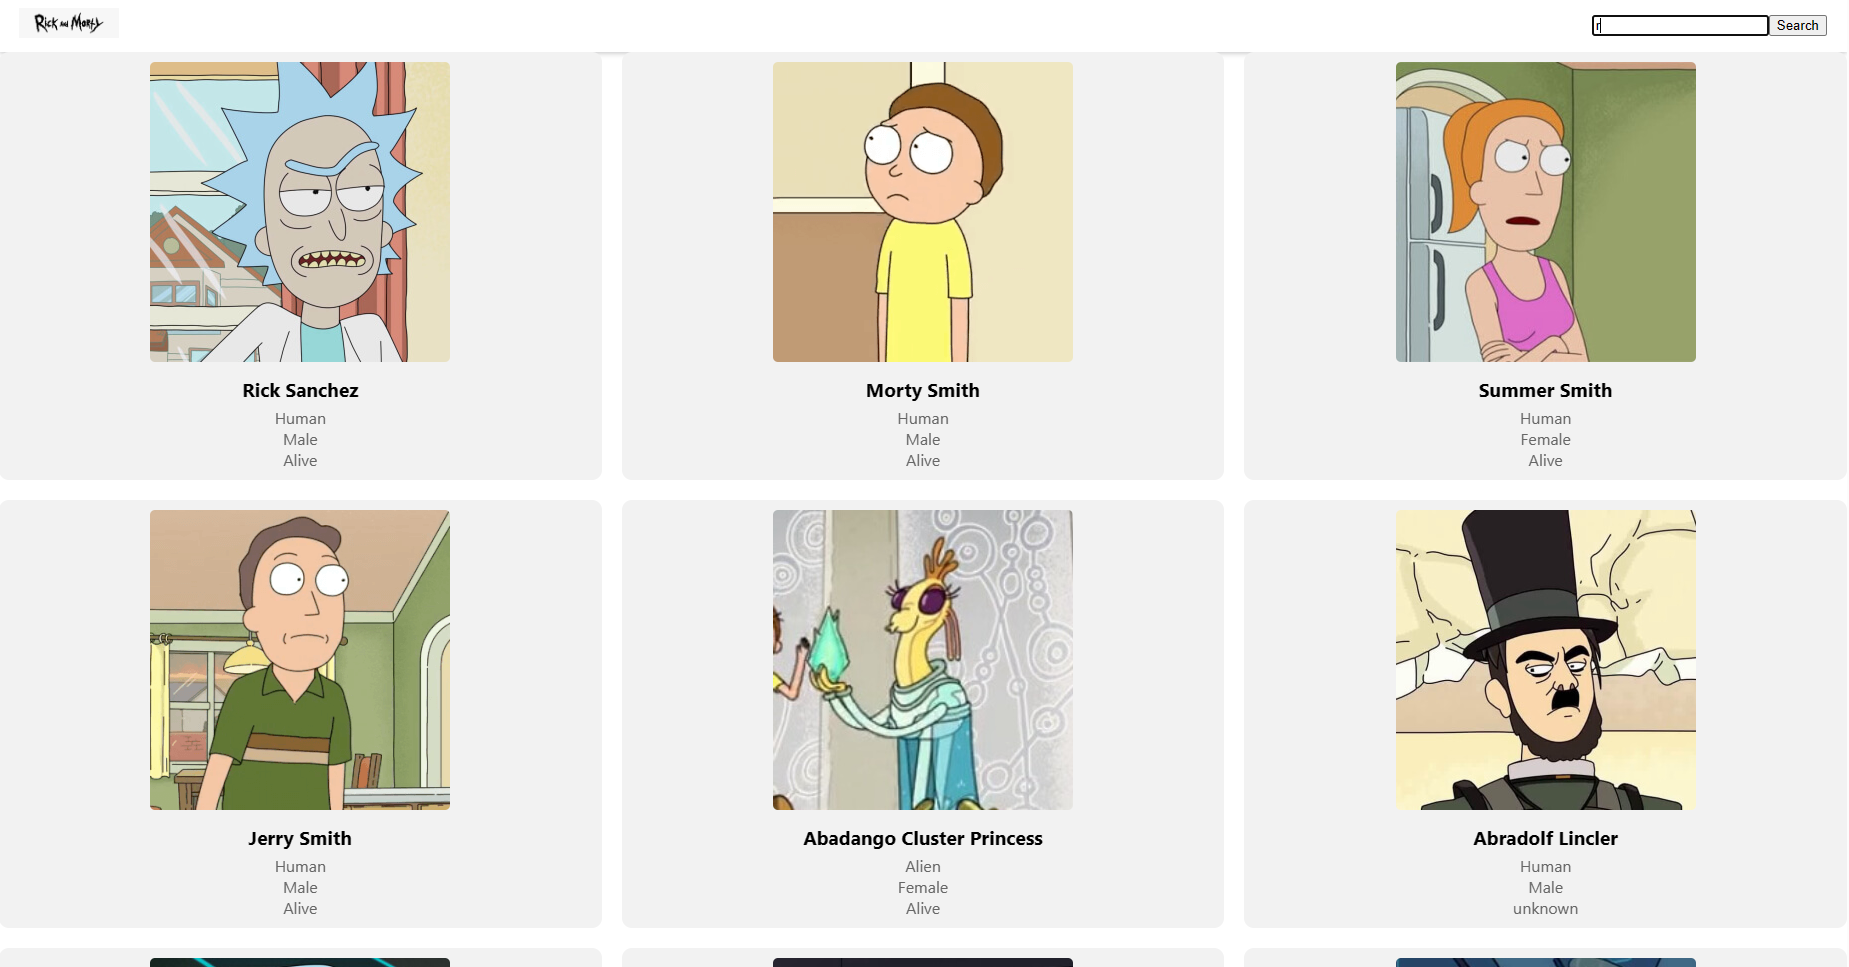 Rick and Morty
r
Search
Rick Sanchez
Human
Male
Alive
Morty Smith
Human
Male
Alive
Summer Smith
Human
Female
Alive
Jerry Smith
Human
Male
Alive
Abadango Cluster Princess
Alien
Female
Alive
Abradolf Lincler
Human
Male
unknown